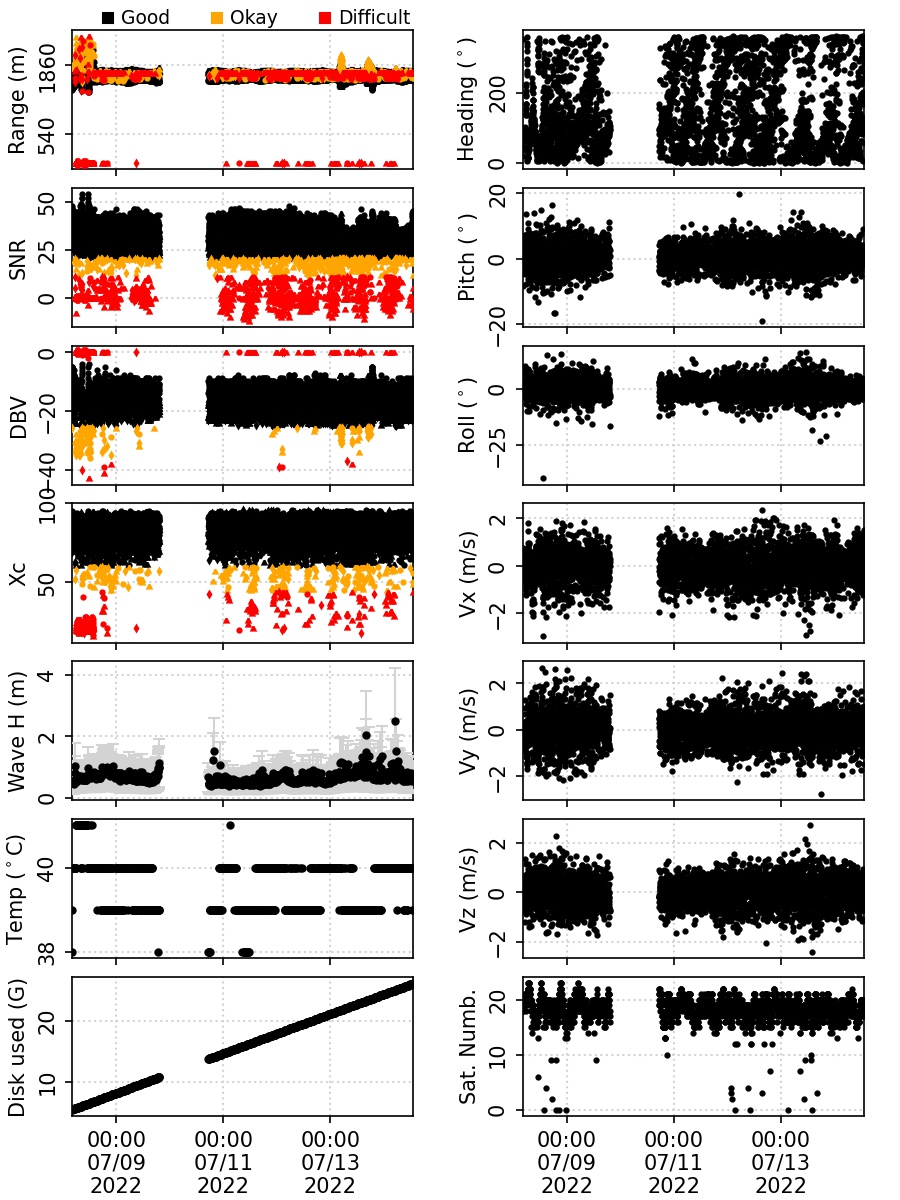 Good Okay Difficult
Range (m)
1860
540
Heading (°)
200
0
SNR
50
25
0
Pitch (°)
20
0
−20
DBV
0
−20
−40
Roll (°)
0
−25
Xc
100
50
Vx (m/s)
2
0
−2
Wave H (m)
4
2
0
Vy (m/s)
2
0
−2
Temp (°C)
40
38
Vz (m/s)
2
0
−2
Disk used (G)
20
10
Sat. Numb.
20
10
0
00:00 00:00 00:00 00:00 00:00 00:00
07/09 07/11 07/13 07/09 07/11 07/13
2022 2022 2022 2022 2022 2022